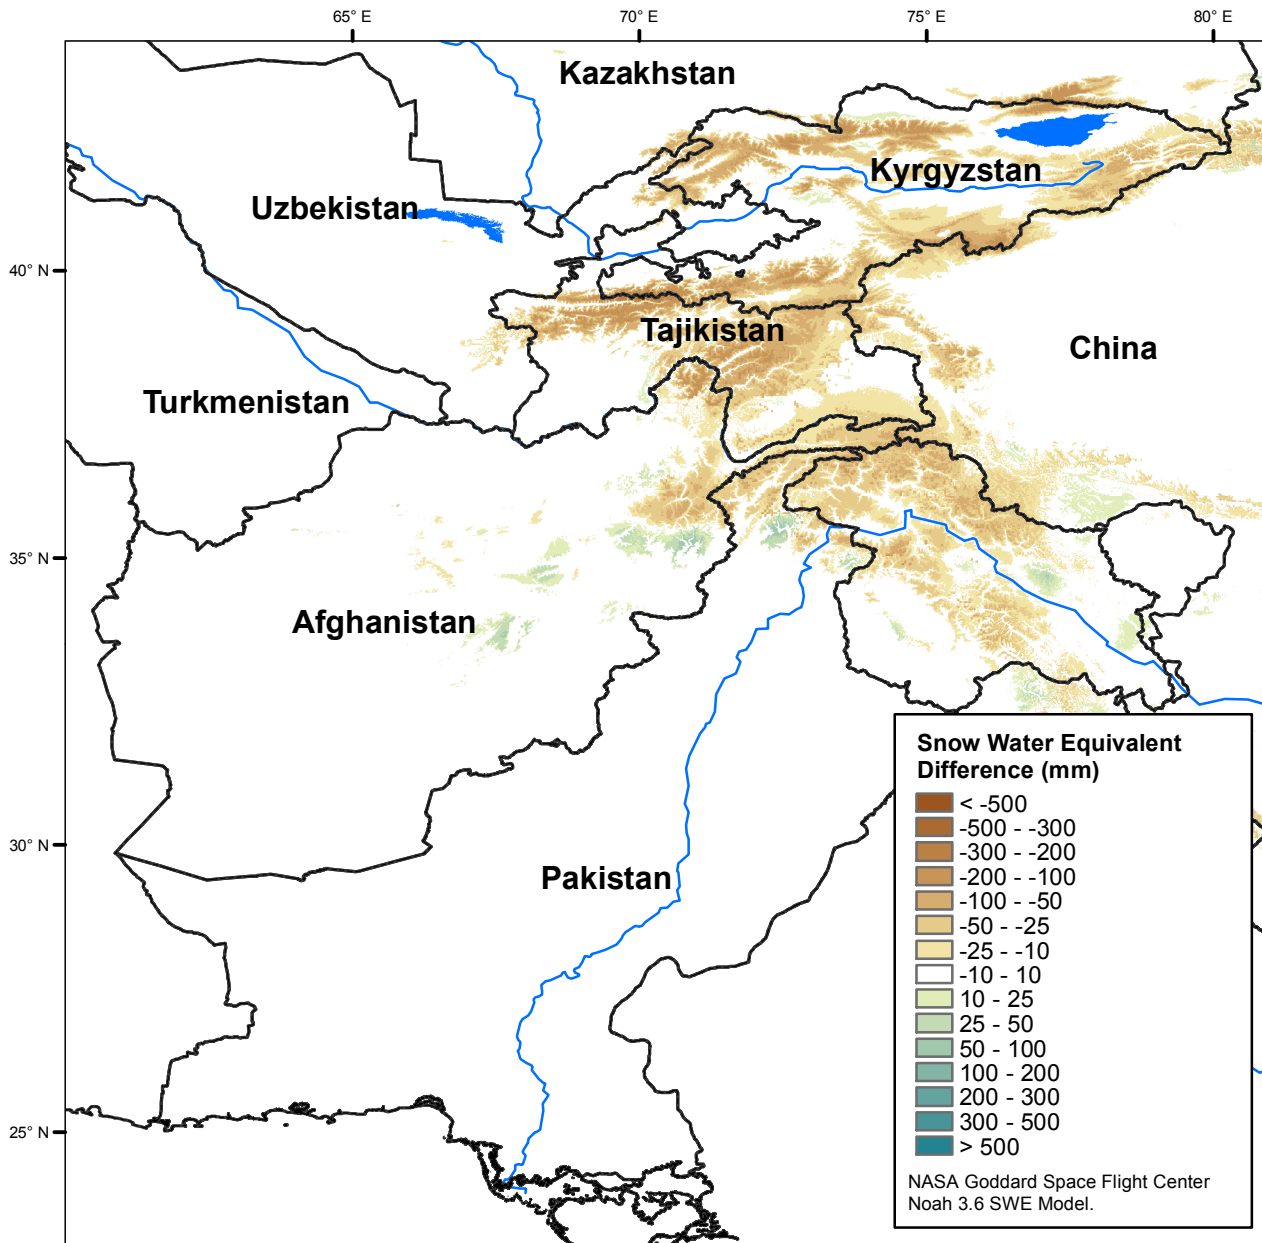 65° E
70° E
75° E
80° E
Kazakhstan
Kyrgyzstan
Uzbekistan
40° N
Tajikistan
China
Turkmenistan
35° N
Afghanistan
Snow Water Equivalent
Difference (mm)
< -500
-500 - -300
-300 - -200
-200 - -100
-100 - -50
-50 - -25
-25 - -10
-10 - 10
10 - 25
25 - 50
50 - 100
100 - 200
200 - 300
300 - 500
> 500
NASA Goddard Space Flight Center
Noah 3.6 SWE Model.
30° N
Pakistan
25° N